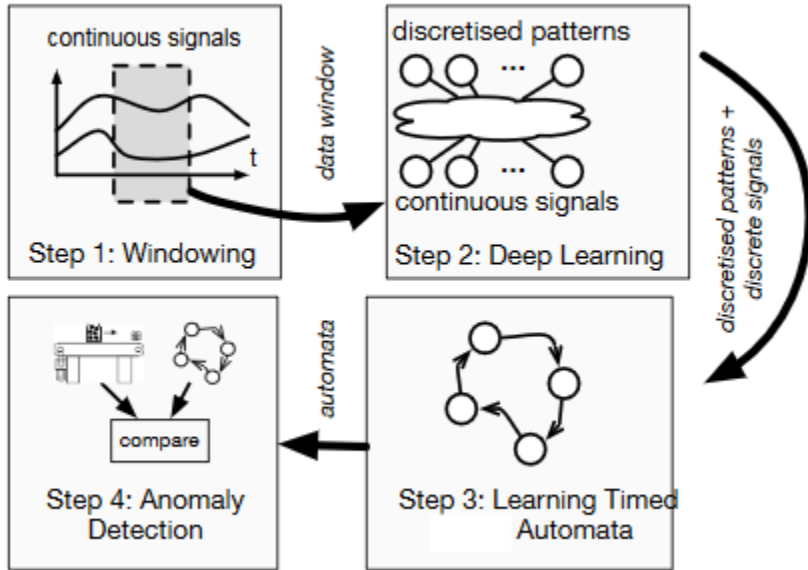 continuous signals
t
Step 1: Windowing
data window
discretised patterns
...
...
continuous signals
Step 2: Deep Learning
discretised patterns +
discrete signals
Step 3: Learning Timed
Automata
automata
compare
Step 4: Anomaly
Detection